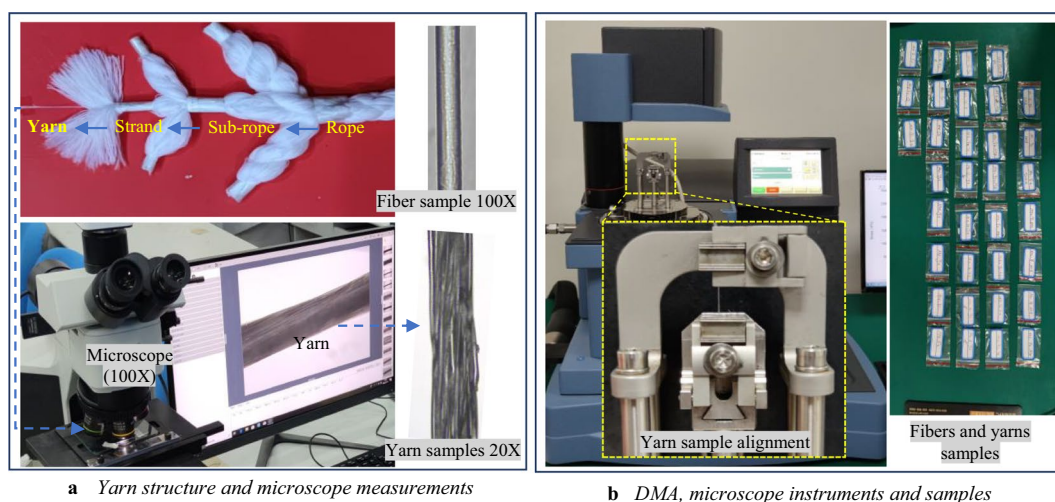 Yarn
Strand
Sub-rope
Rope
Fiber sample 100X
Microscope
(100X)
Yarn
Yarn samples 20X
a Yarn structure and microscope measurements
Yarn sample alignment
Fibers and yarns
samples
b DMA, microscope instruments and samples